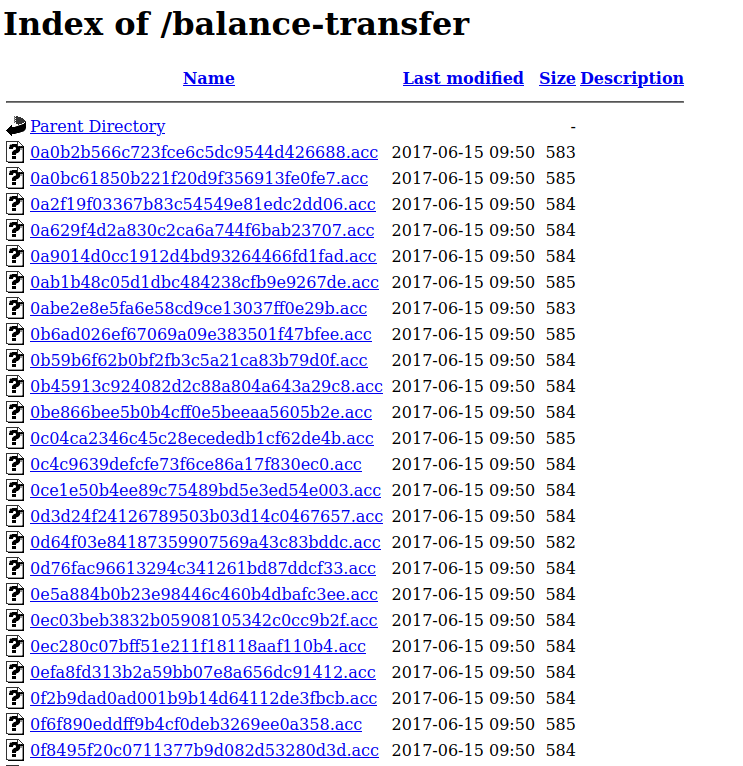 Index of /balance-transfer
Name Last modified Size Description
Parent Directory -
0a0b2b566c723fce6c5dc9544d426688.acc 2017-06-15 09:50 583
0a0bc61850b221f20d9f356913fe0fe7.acc 2017-06-15 09:50 585
0a2f19f03367b83c54549e81edc2dd06.acc 2017-06-15 09:50 584
0a629f4d2a830c2ca6a744f6bab23707.acc 2017-06-15 09:50 584
0a9014d0cc1912d4bd93264466fd1fad.acc 2017-06-15 09:50 584
0ab1b48c05d1dbc484238cfb9e9267de.acc 2017-06-15 09:50 585
0abe2e8e5fa6e58cd9ce13037ff0e29b.acc 2017-06-15 09:50 583
0b6ad026ef67069a09e383501f47bfee.acc 2017-06-15 09:50 585
0b59b6f62b0bf2fb3c5a21ca83b79d0f.acc 2017-06-15 09:50 584
0b45913c924082d2c88a804a643a29c8.acc 2017-06-15 09:50 584
0be866bee5b0b4cff0e5beeaa5605b2e.acc 2017-06-15 09:50 584
0c04ca2346c45c28ecededb1cf62de4b.acc 2017-06-15 09:50 585
0c4c9639defcfe73f6ce86a17f830ec0.acc 2017-06-15 09:50 584
0ce1e50b4ee89c75489bd5e3ed54e003.acc 2017-06-15 09:50 584
0d3d24f24126789503b03d14c0467657.acc 2017-06-15 09:50 584
0d64f03e84187359907569a43c83bddc.acc 2017-06-15 09:50 582
0d76fac96613294c341261bd87ddcf33.acc 2017-06-15 09:50 584
0e5a884b0b23e98446c460b4dbafc3ee.acc 2017-06-15 09:50 584
0ec03beb3832b05908105342c0cc9b2f.acc 2017-06-15 09:50 584
0ec280c07bff51e211f18118aaf110b4.acc 2017-06-15 09:50 584
0efa8fd313b2a59bb07e8a656dc91412.acc 2017-06-15 09:50 584
0f2b9dad0ad001b9b14d64112de3fbcb.acc 2017-06-15 09:50 584
0f6f890eddff9b4cf0deb3269ee0a358.acc 2017-06-15 09:50 585
0f8495f20c0711377b9d082d53280d3d.acc 2017-06-15 09:50 584